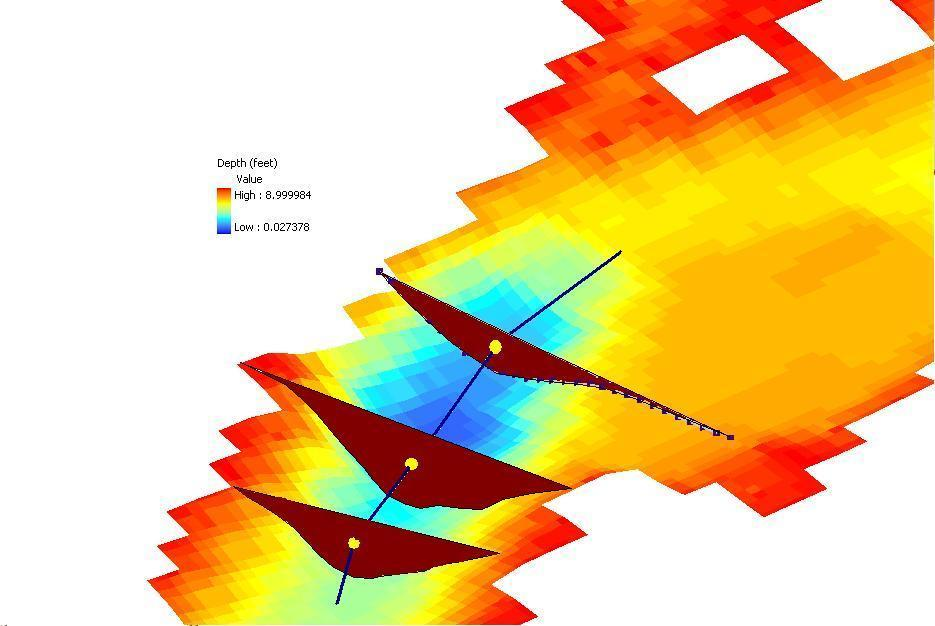 Depth (feet)
Value
High : 8.999984
Low : 0.027378